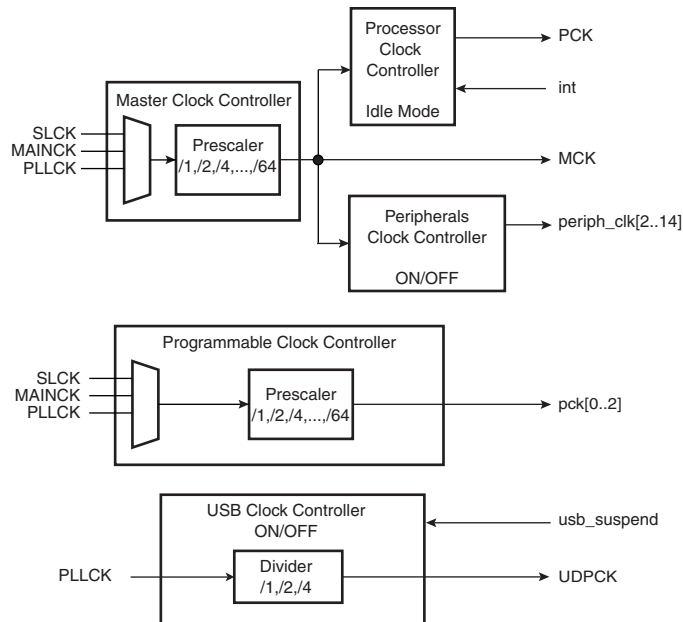 Processor
Clock
Controller
Idle Mode
PCK
int
Master Clock Controller
SLCK
MAINCK
PLLCK
Prescaler
/1,/2,/4,...,/64
MCK
Peripherals
Clock Controller
ON/OFF
periph_clk[2..14]
Programmable Clock Controller
SLCK
MAINCK
PLLCK
Prescaler
/1,/2,/4,...,/64
pck[0..2]
USB Clock Controller
ON/OFF
usb_suspend
PLLCK
Divider
/1,/2,/4
UDPCK